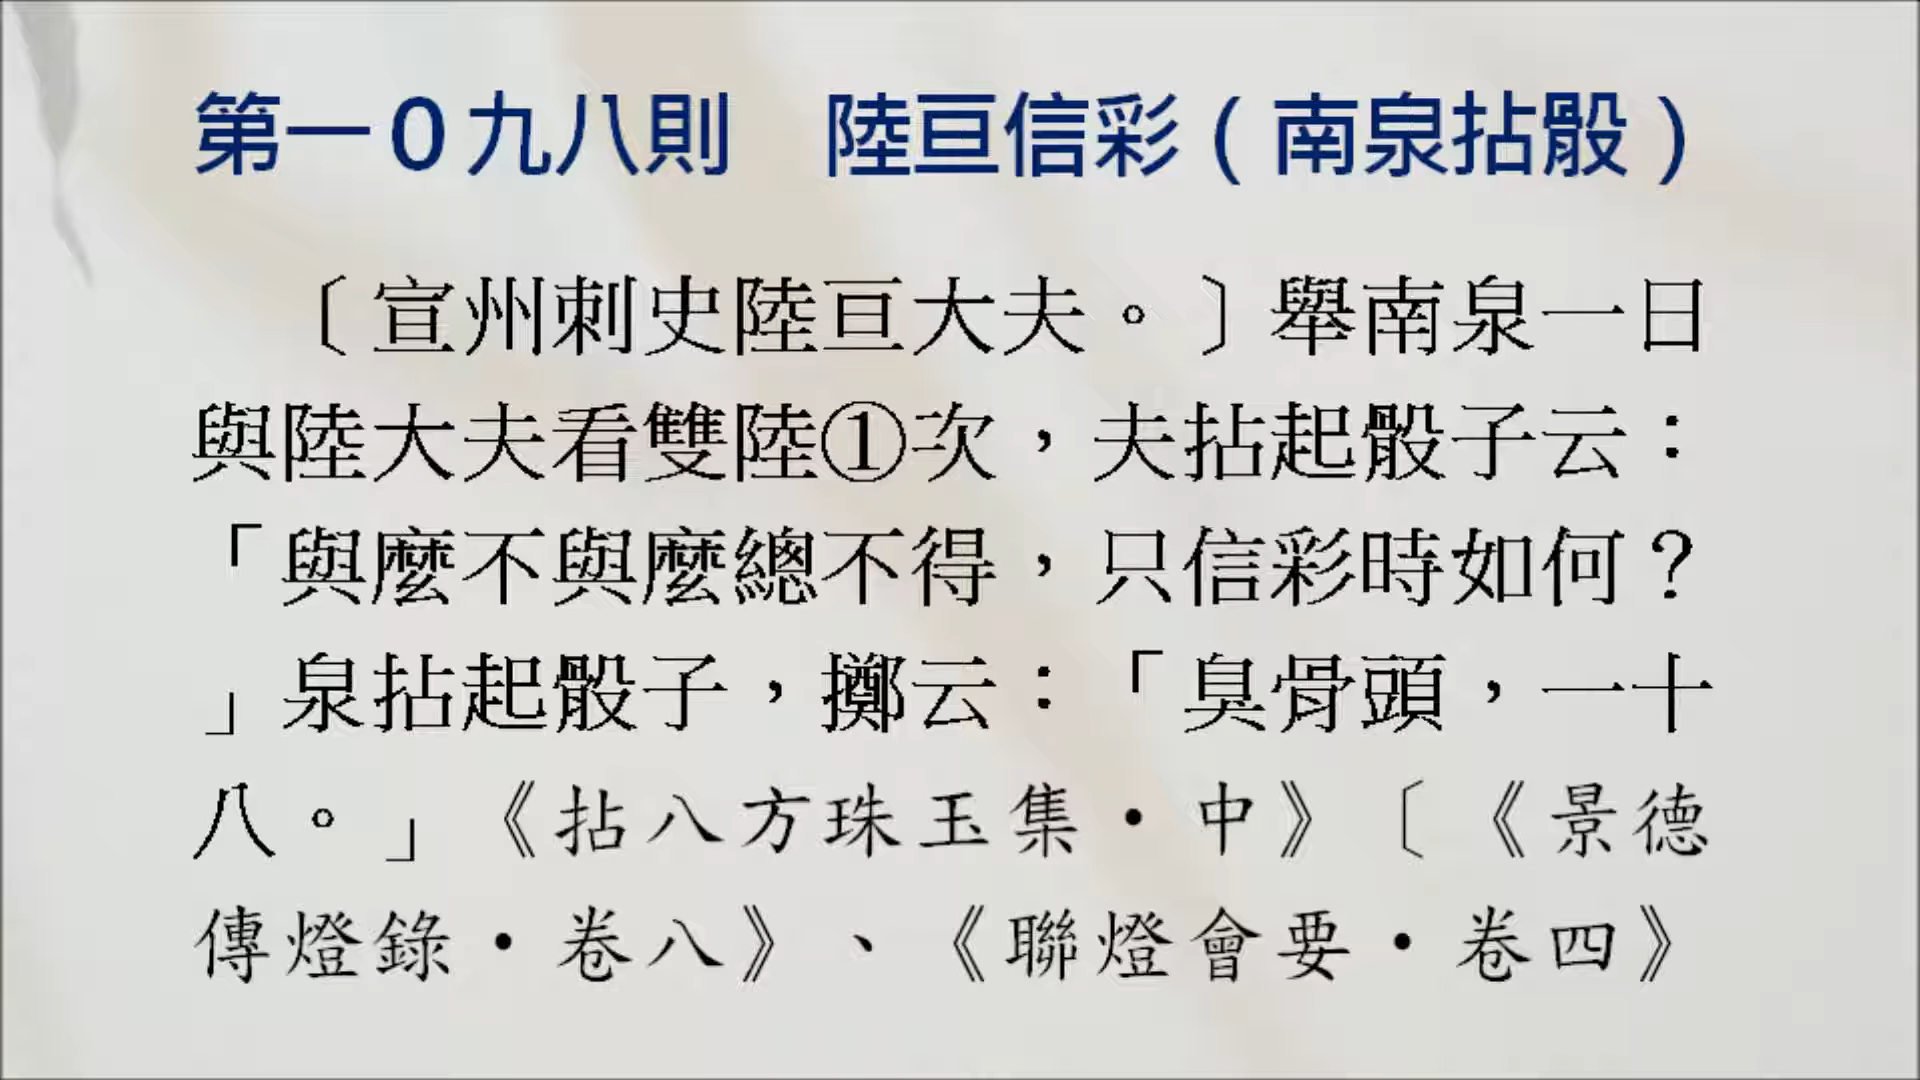 第一0九八則　陸亘信彩（南泉拈骰）
〔宣州刺史陸亘大夫。〕舉南泉一日
與陸大夫看雙陸①次，夫拈起骰子云：
「與麼不與麼總不得，只信彩時如何？
」泉拈起骰子，擲云：「臭骨頭，一十
八。」《拈八方珠玉集·中》〔《景德
傳燈錄·卷八》、《聯燈會要·卷四》